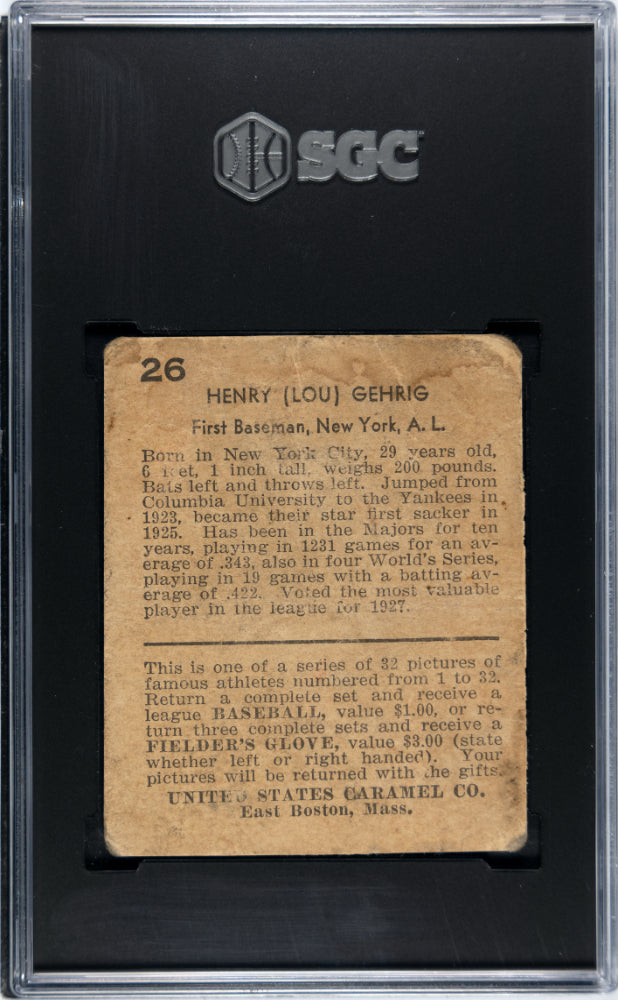 SGC
26
HENRY (LOU) GEHRIG
First Baseman, New York, A. L.
Born in New York City, 29 years old,
6 feet, 1 inch tall, weighs 200 pounds.
Bats left and throws left. Jumped from
Columbia University to the Yankees in
1923, became their star first sacker in
1925. Has been in the Majors for ten
years, playing in 1231 games for an av-
erage of .343, also in four World's Series,
playing in 19 games with a batting av-
erage of .422. Voted the most valuable
player in the league for 1927.
This is one of a series of 32 pictures of
famous athletes numbered from 1 to 32.
Return a complete set and receive a
league BASEBALL, value $1.00, or re-
turn three complete sets and receive a
FIELDER'S GLOVE, value $3.00 (state
whether left or right handed). Your
pictures will be returned with the gifts.
UNITED STATES CARAMEL CO.
East Boston, Mass.